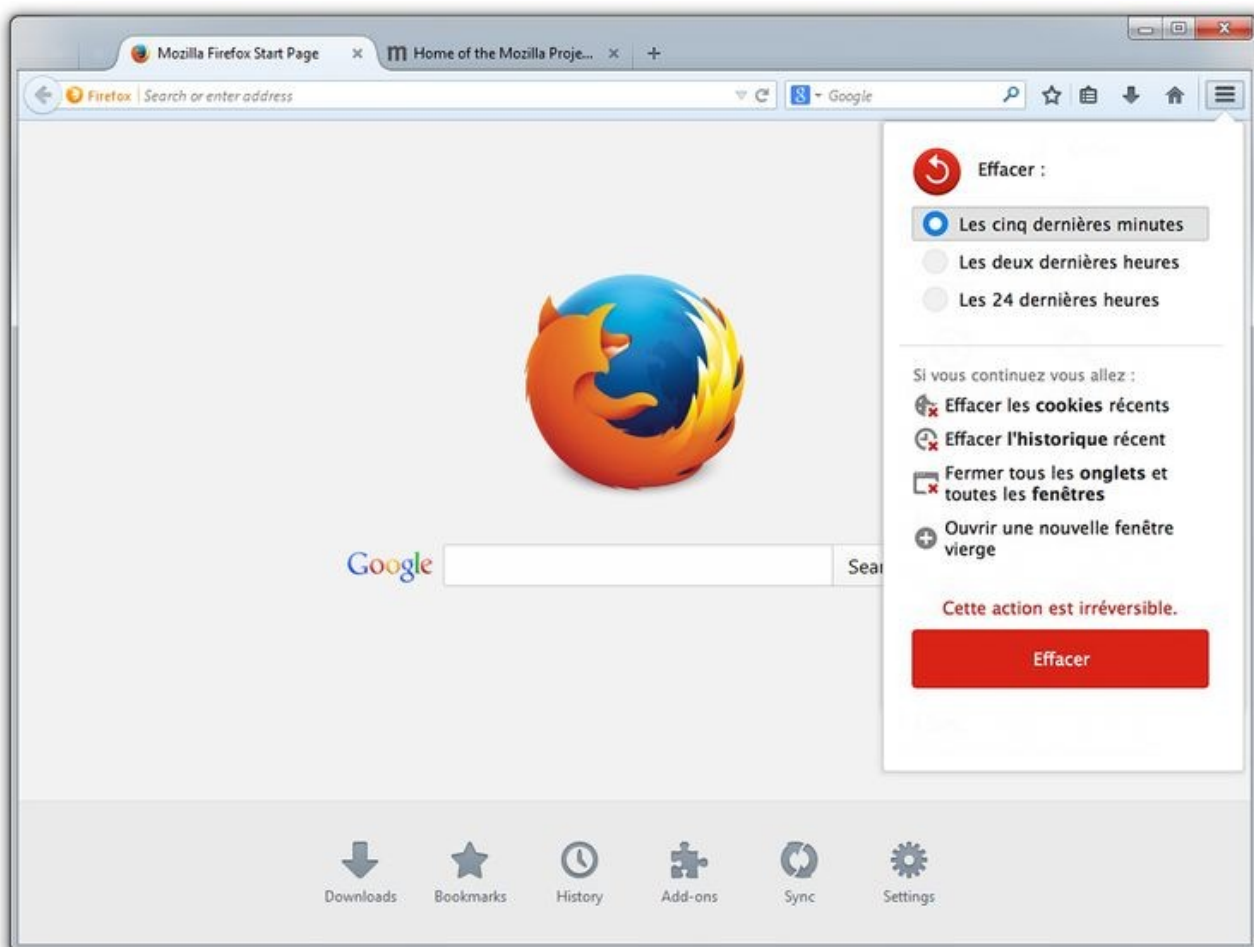 Mozilla Firefox Start Page
Home of the Mozilla Proje...
Firefox Search or enter address
Google
Effacer :
Les cinq dernières minutes
Les deux dernières heures
Les 24 dernières heures
Si vous continuez vous allez :
Effacer les cookies récents
Effacer l'historique récent
Fermer tous les onglets et
toutes les fenêtres
Ouvrir une nouvelle fenêtre
vierge
Cette action est irréversible.
Effacer
Google
Sear
Downloads Bookmarks History Add-ons Sync Settings